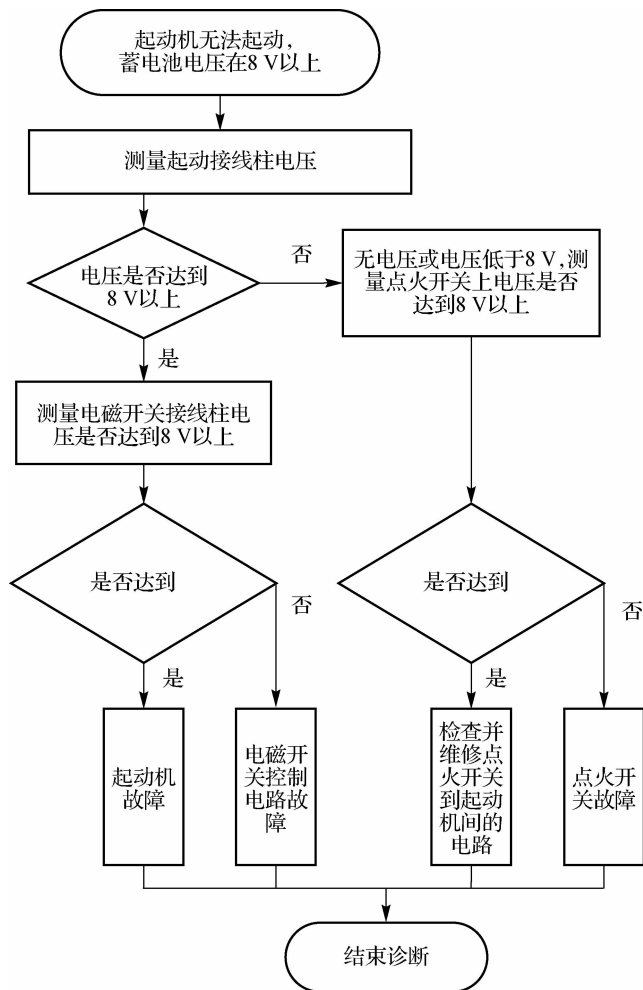 起动机无法起动,
蓄电池电压在8 V以上
测量起动接线柱电压
电压是否达到
8 V以上
否
无电压或电压低于8 V,测
量点火开关上电压是否
达到8 V以上
是
测量电磁开关接线柱电
压是否达到8 V以上
是否达到
否
是
是否达到
否
是
起动机
故障
电磁开
关控制
电路故
障
检查并
维修点
火开关
到起动
机间的
电路
点火开
关故障
结束诊断